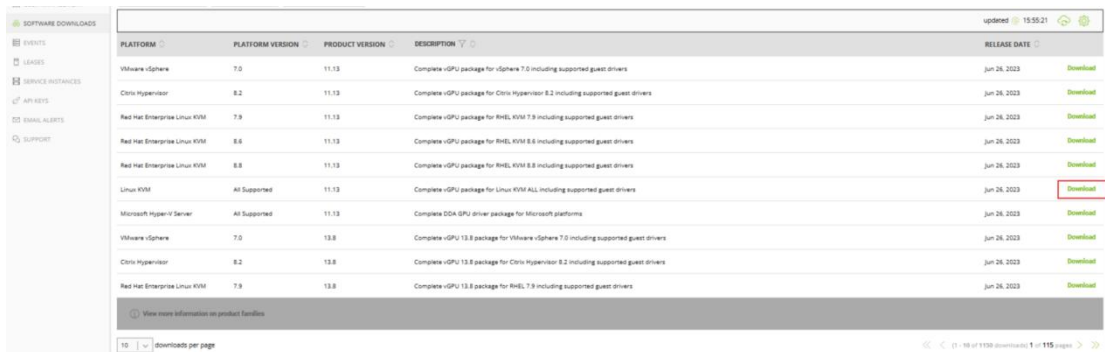 SOFTWARE DOWNLOADS
EVENTS
LEASES
SERVICE INSTANCES
API KEYS
EMAIL ALERTS
SUPPORT
updated 15:55:21
PLATFORM PLATFORM VERSION PRODUCT VERSION DESCRIPTION RELEASE DATE
VMware vSphere 7.0 11.13 Complete vGPU package for vSphere 7.0 including supported guest drivers Jun 26, 2023 Download
Citrix Hypervisor 8.2 11.13 Complete vGPU package for Citrix Hypervisor 8.2 including supported guest drivers Jun 26, 2023 Download
Red Hat Enterprise Linux KVM 7.9 11.13 Complete vGPU package for RHEL KVM 7.9 including supported guest drivers Jun 26, 2023 Download
Red Hat Enterprise Linux KVM 8.6 11.13 Complete vGPU package for RHEL KVM 8.6 including supported guest drivers Jun 26, 2023 Download
Red Hat Enterprise Linux KVM 8.8 11.13 Complete vGPU package for RHEL KVM 8.8 including supported guest drivers Jun 26, 2023 Download
Linux KVM All Supported 11.13 Complete vGPU package for Linux KVM ALL including supported guest drivers Jun 26, 2023 Download
Microsoft Hyper-V Server All Supported 11.13 Complete DDA GPU driver package for Microsoft platforms Jun 26, 2023 Download
VMware vSphere 7.0 13.8 Complete vGPU 13.8 package for VMware vSphere 7.0 including supported guest drivers Jun 26, 2023 Download
Citrix Hypervisor 8.2 13.8 Complete vGPU 13.8 package for Citrix Hypervisor 8.2 including supported guest drivers Jun 26, 2023 Download
Red Hat Enterprise Linux KVM 7.9 13.8 Complete vGPU 13.8 package for RHEL 7.9 including supported guest drivers Jun 26, 2023 Download
View more information on product families
10 downloads per page (1 - 10 of 1150 downloads) 1 of 115 pages